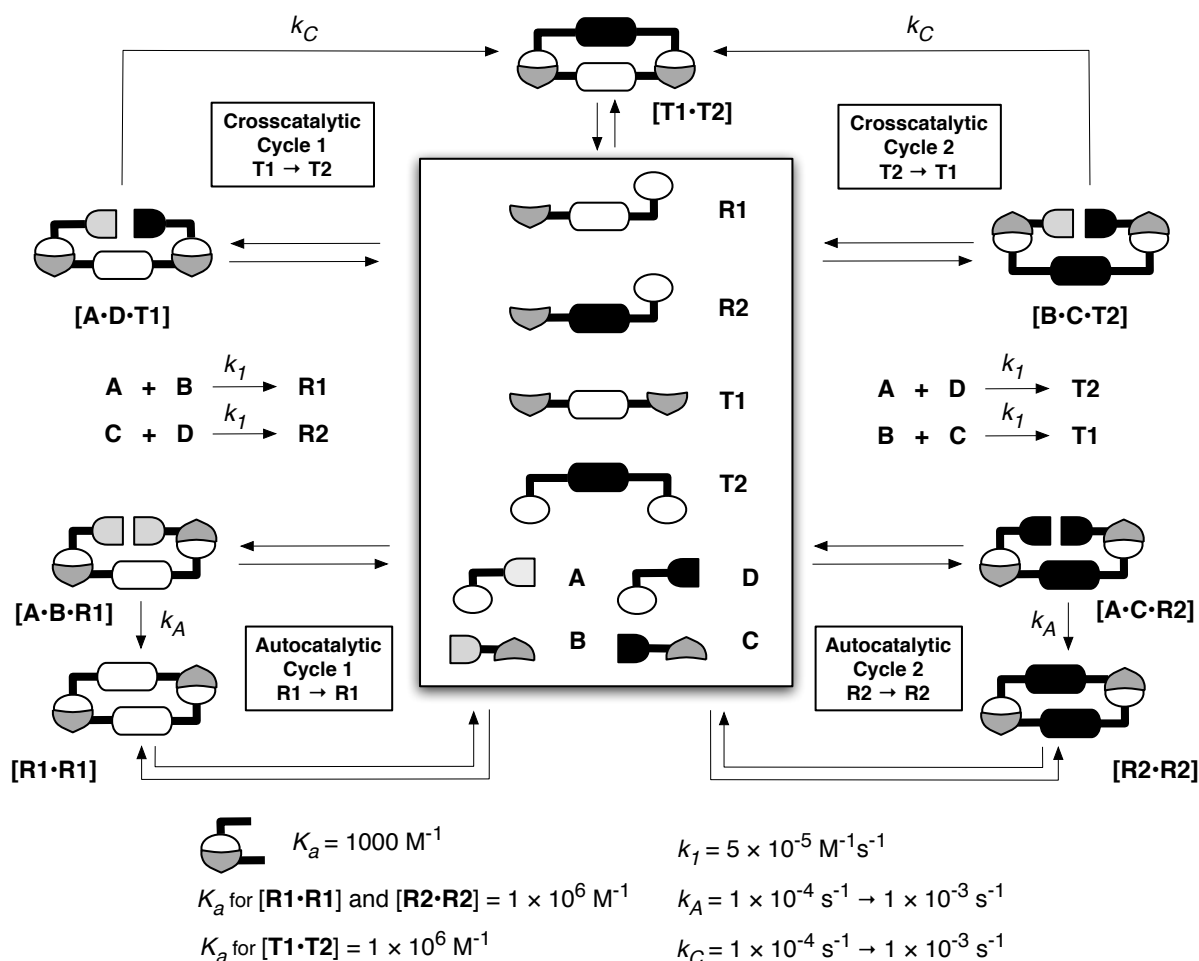 k_C
k_C
[T1•T2]
Crosscatalytic
Cycle 1
T1 → T2
Crosscatalytic
Cycle 2
T2 → T1
R1
[A•D•T1]
[B•C•T2]
R2
A + B k_1 → R1
C + D k_1 → R2
A + D k_1 → T2
B + C k_1 → T1
T1
T2
A
D
B
C
[A•B•R1]
k_A
[A•C•R2]
k_A
Autocatalytic
Cycle 1
R1 → R1
Autocatalytic
Cycle 2
R2 → R2
[R1•R1]
[R2•R2]
K_a = 1000 M^-1
K_a for [R1•R1] and [R2•R2] = 1 × 10^6 M^-1
K_a for [T1•T2] = 1 × 10^6 M^-1
k_1 = 5 × 10^-5 M^-1s^-1
k_A = 1 × 10^-4 s^-1 → 1 × 10^-3 s^-1
k_C = 1 × 10^-4 s^-1 → 1 × 10^-3 s^-1